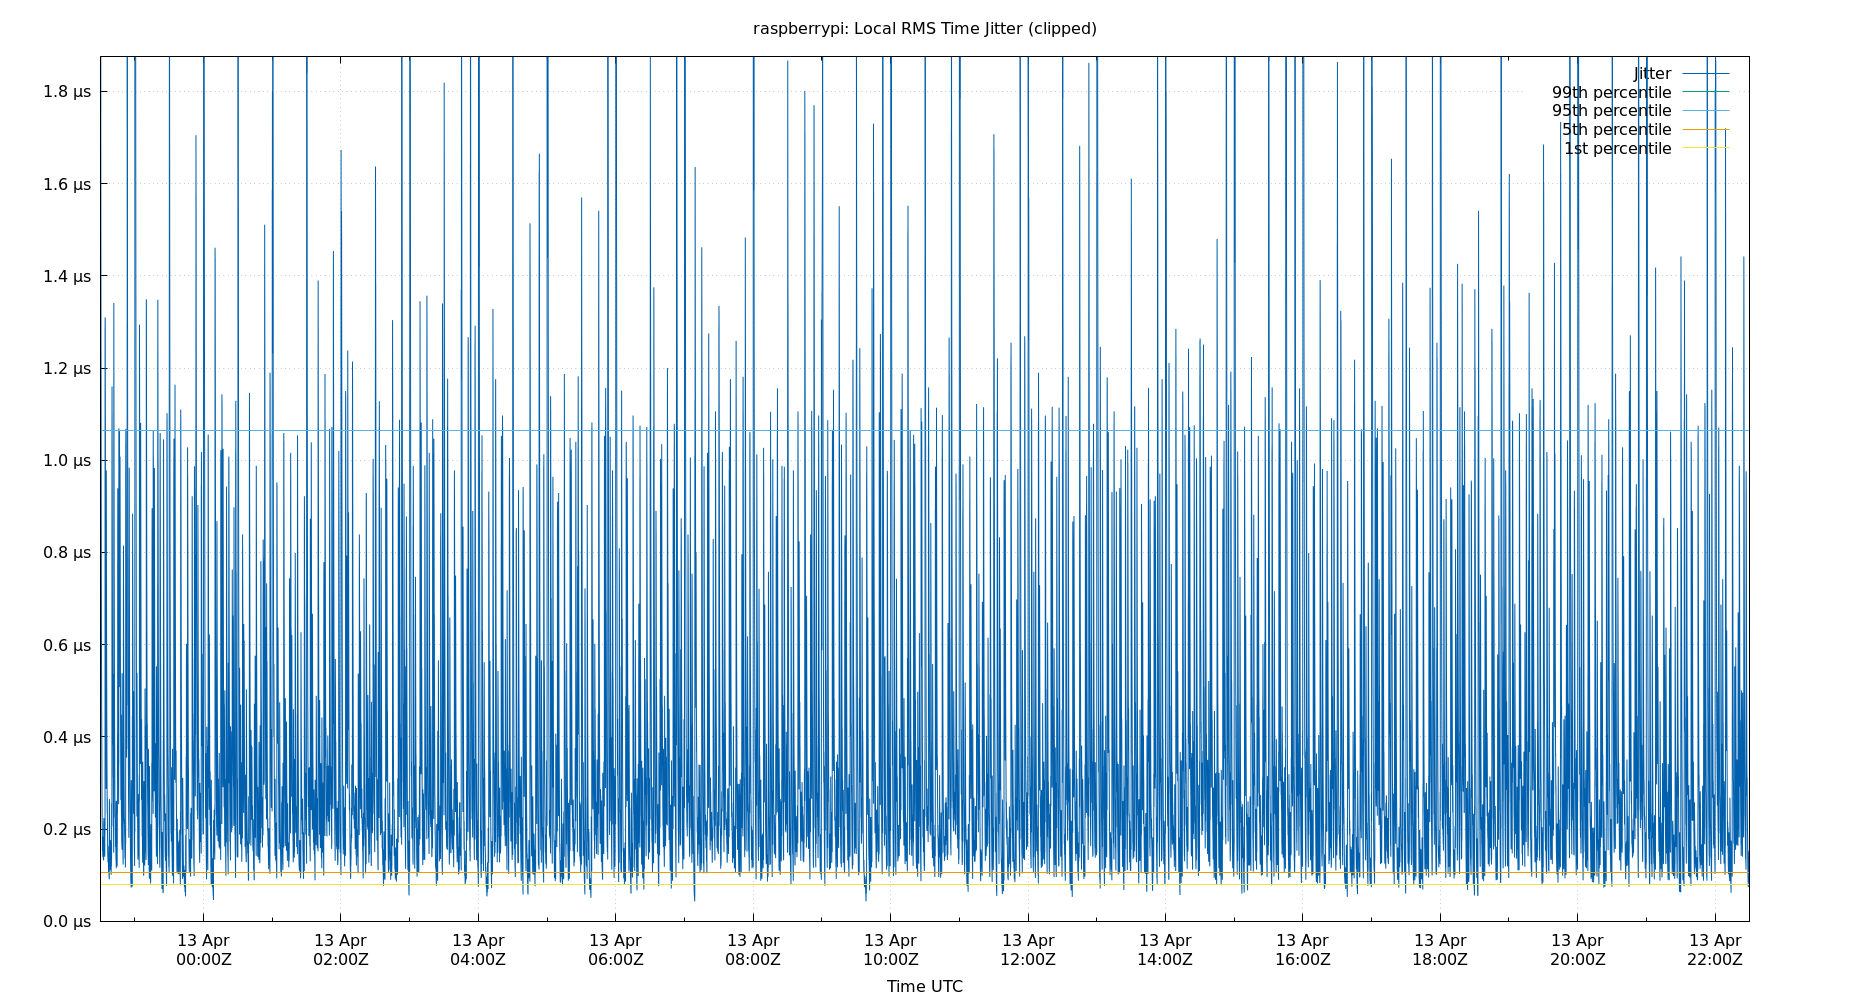 raspberrypi: Local RMS Time Jitter (clipped)
Jitter
99th percentile
95th percentile
5th percentile
1st percentile
1.8 μs
1.6 μs
1.4 μs
1.2 μs
1.0 μs
0.8 μs
0.6 μs
0.4 μs
0.2 μs
0.0 μs
13 Apr 13 Apr 13 Apr 13 Apr 13 Apr 13 Apr 13 Apr 13 Apr 13 Apr 13 Apr 13 Apr 13 Apr
00:00Z 02:00Z 04:00Z 06:00Z 08:00Z 10:00Z 12:00Z 14:00Z 16:00Z 18:00Z 20:00Z 22:00Z
Time UTC